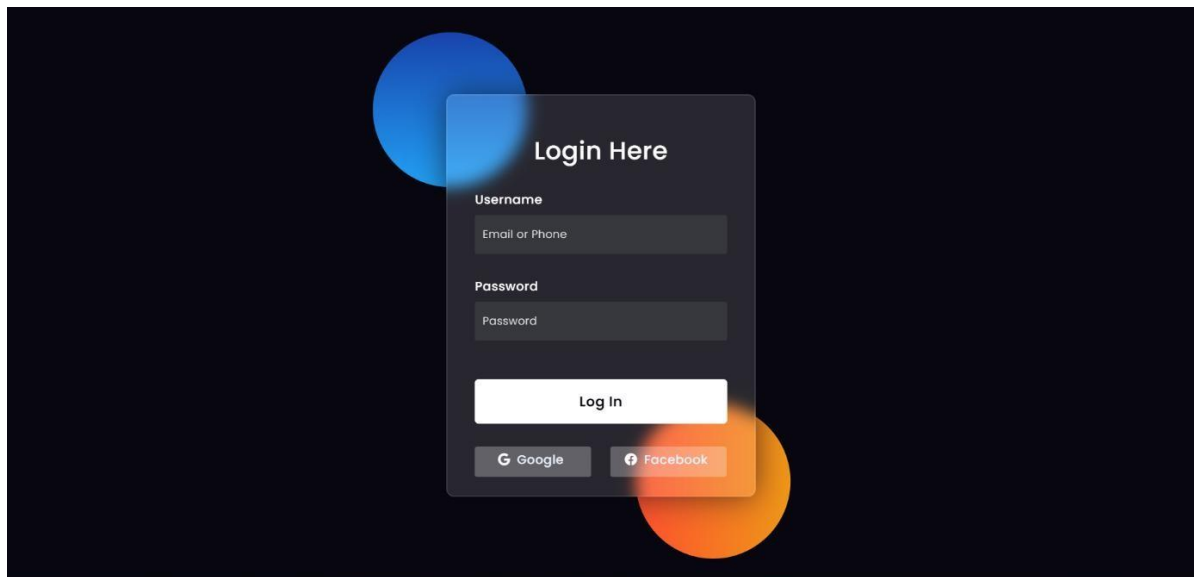 Login Here
Username
Email or Phone
Password
Password
Log In
Google
Facebook